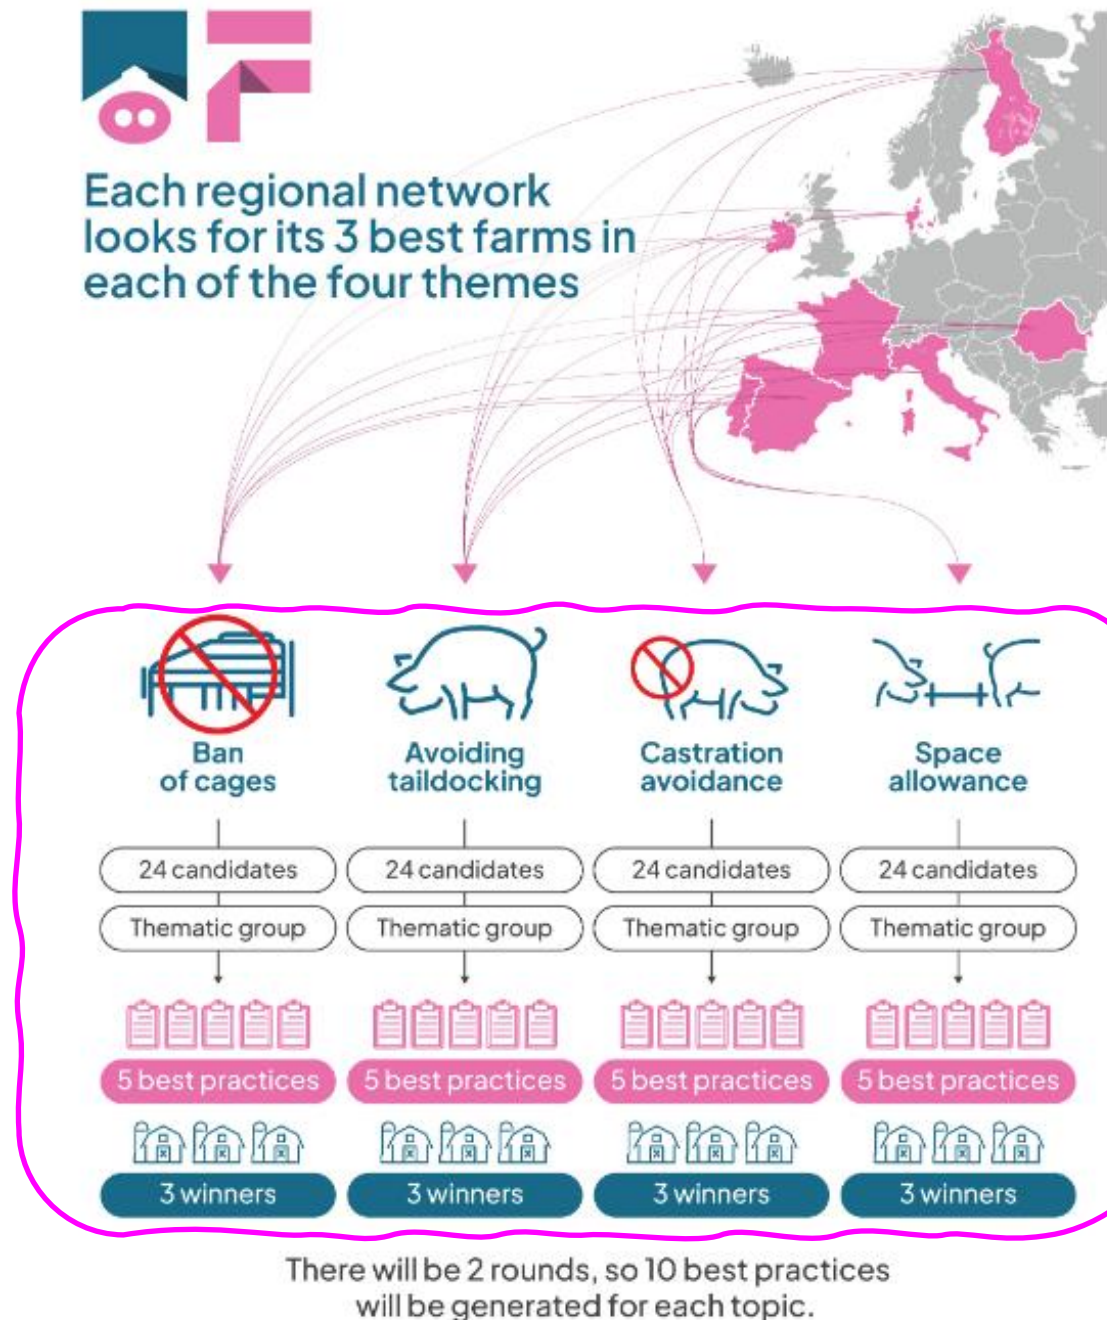 Each regional network
looks for its 3 best farms in
each of the four themes
Ban
of cages
Avoiding
taildocking
Castration
avoidance
Space
allowance
24 candidates
24 candidates
24 candidates
24 candidates
Thematic group
Thematic group
Thematic group
Thematic group
5 best practices
5 best practices
5 best practices
5 best practices
3 winners
3 winners
3 winners
3 winners
There will be 2 rounds, so 10 best practices
will be generated for each topic.